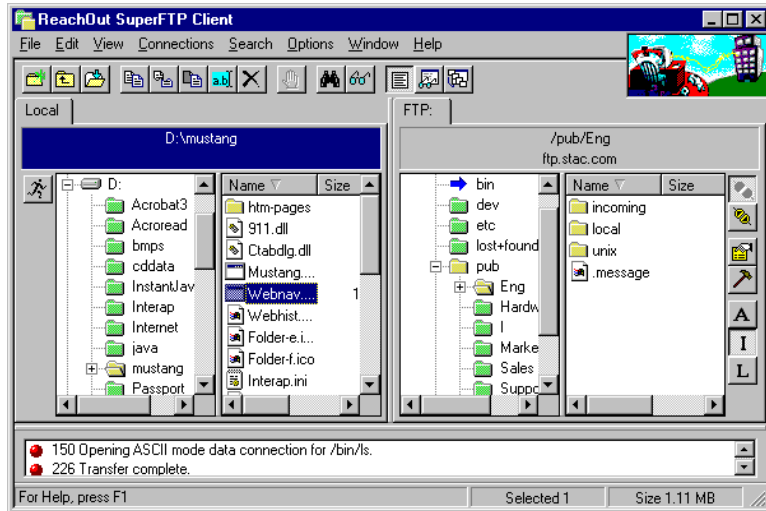 ReachOut SuperFTP Client
File Edit View Connections Search Options Window Help
a.b
Local
FTP:
D:\mustang
/pub/Eng
ftp.stac.com
D:
Acrobat3
Acroread
bmps
cddata
InstantJav
Interap
Internet
java
mustang
Passport
Name Size
htm-pages
911.dll
Ctabdlg.dll
Mustang....
Webnav.... 1
Webhist....
Folder-e.i...
Folder-f.ico
Interap.ini
bin
dev
etc
lost+found
pub
Eng
Hardw
I
Marke
Sales
Suppc
Name Size
incoming
local
unix
.message
A
I
L
150 Opening ASCII mode data connection for /bin/ls.
226 Transfer complete.
For Help, press F1 Selected 1 Size 1.11 MB